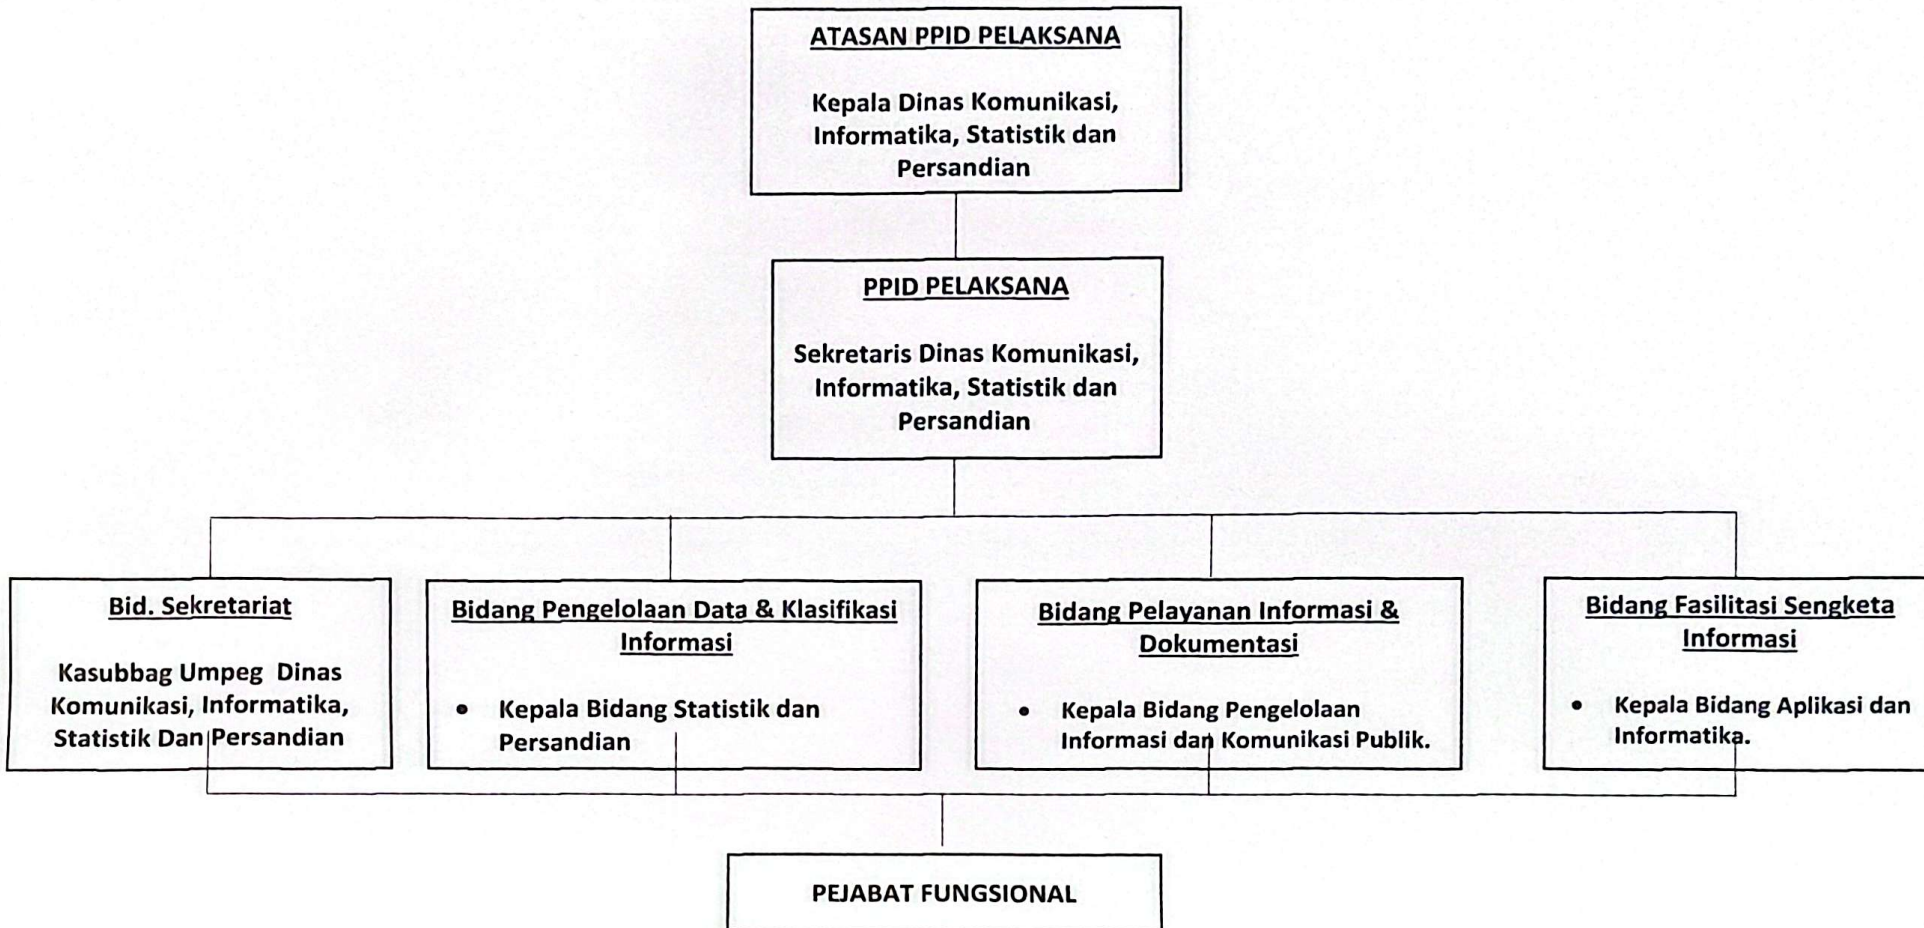 ATASAN PPID PELAKSANA
Kepala Dinas Komunikasi,
Informatika, Statistik dan
Persandian
PPID PELAKSANA
Sekretaris Dinas Komunikasi,
Informatika, Statistik dan
Persandian
Bid. Sekretariat
Kasubbag Umpeg Dinas
Komunikasi, Informatika,
Statistik Dan Persandian
Bidang Pengelolaan Data & Klasifikasi
Informasi
• Kepala Bidang Statistik dan
Persandian
Bidang Pelayanan Informasi &
Dokumentasi
• Kepala Bidang Pengelolaan
Informasi dan Komunikasi Publik.
Bidang Fasilitasi Sengketa
Informasi
• Kepala Bidang Aplikasi dan
Informatika.
PEJABAT FUNGSIONAL